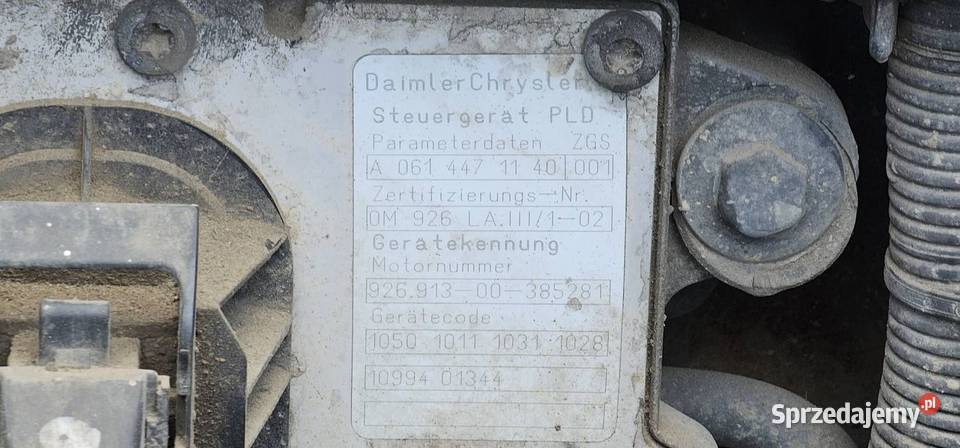 DaimlerChrysler
Steuergerät PLD
Parameterdaten ZGS
A 061 447 11 40 001
Zertifizierungs-Nr.
OM 926 LA.III/1-02
Gerätekennung
Motornummer
926.913-00-385281
Gerätecode
1050 1011 1031 1028
10994 01344
Sprzedajemy.pl